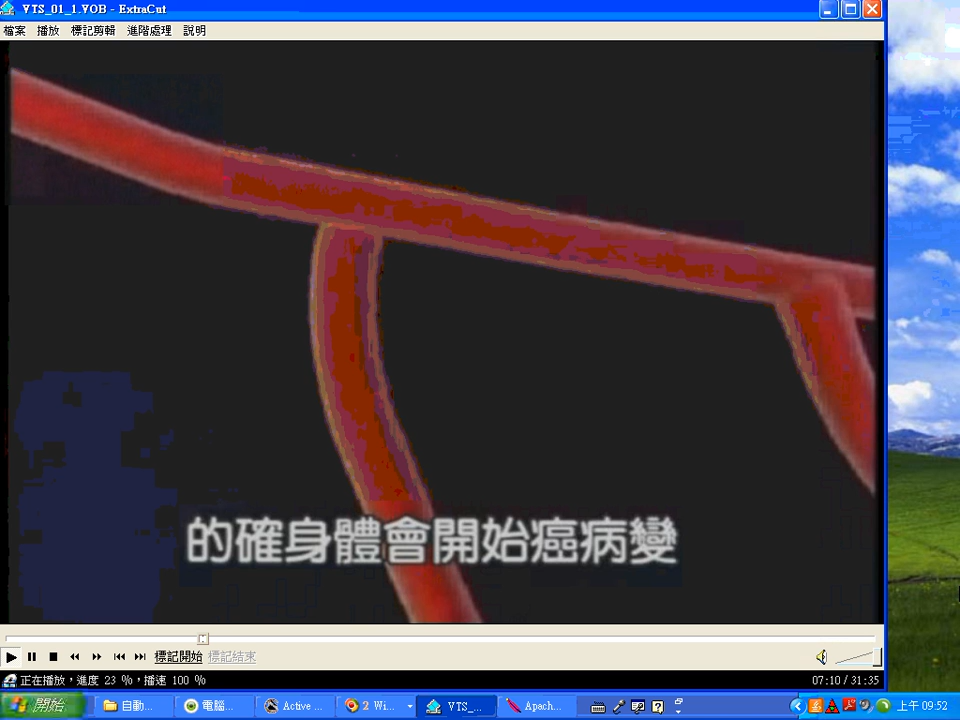 VTS_01_1.VOB - ExtraCut
檔案 播放 標記剪輯 進階處理 說明
的確身體會開始癌病變
標記開始 標記結束
正在播放，進度 23 %，播速 100 %
07:10 / 31:35
開始 自動... 電腦... Active ... 2 Wi... VTS_... Apach... 上午 09:52